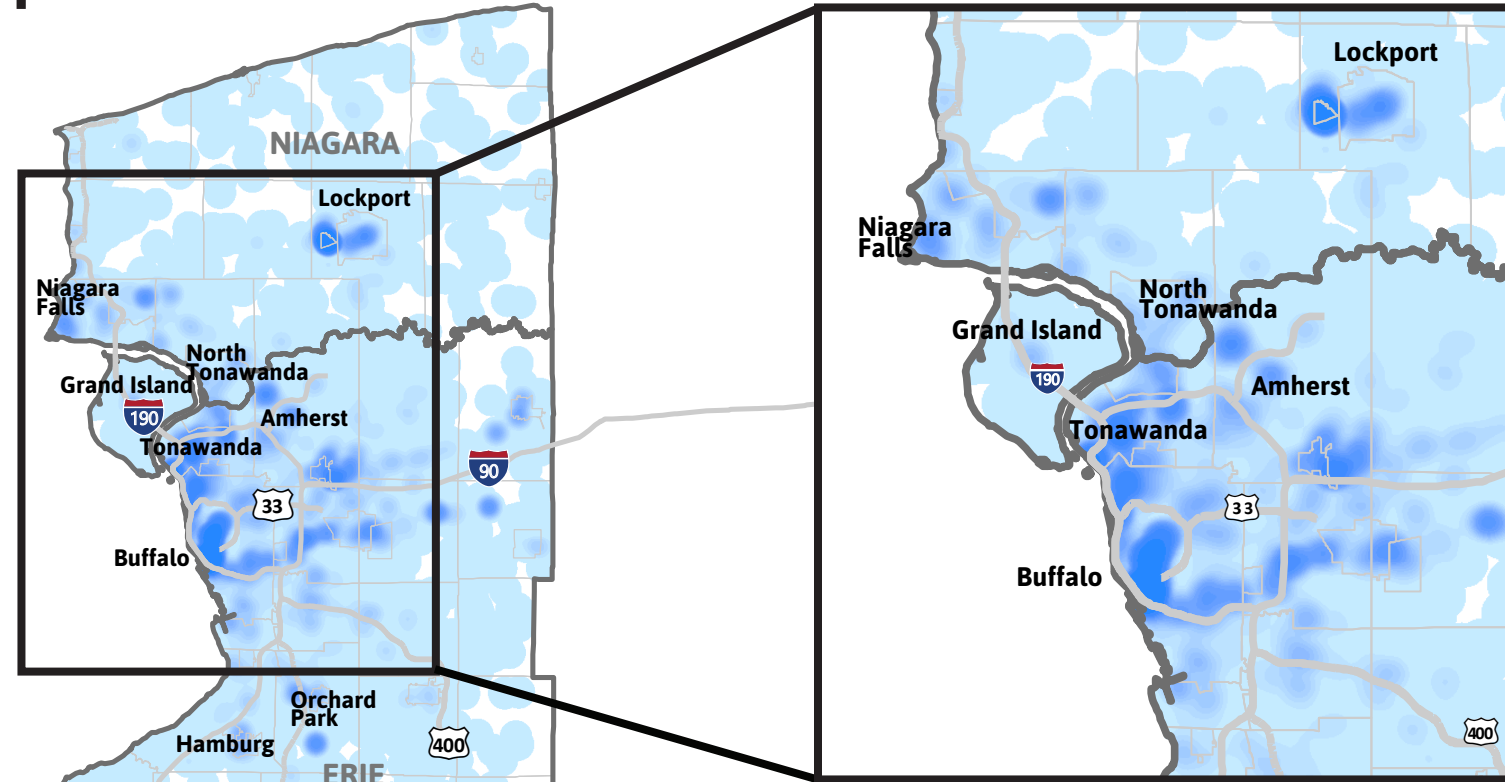 NIAGARA
Lockport
Niagara
Falls
North
Tonawanda
Grand Island
190
Amherst
Tonawanda
90
33
Buffalo
Orchard
Park
Hamburg
400
ERIE
Lockport
Niagara
Falls
North
Tonawanda
Grand Island
190
Amherst
Tonawanda
33
Buffalo
400